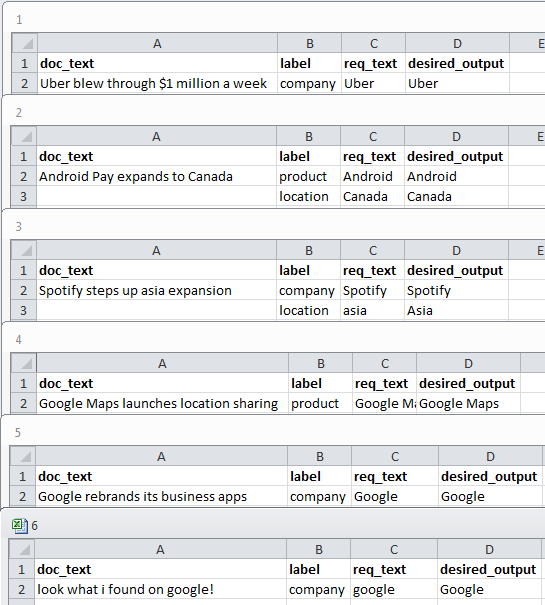 1
A B C D E
1 doc_text label req_text desired_output
2 Uber blew through $1 million a week company Uber Uber
2
A B C D E
1 doc_text label req_text desired_output
2 Android Pay expands to Canada product Android Android
3 location Canada Canada
3
A B C D E
1 doc_text label req_text desired_output
2 Spotify steps up asia expansion company Spotify Spotify
3 location asia Asia
4
A B C D
1 doc_text label req_text desired_output
2 Google Maps launches location sharing product Google Ma Google Maps
5
A B C D
1 doc_text label req_text desired_output
2 Google rebrands its business apps company Google Google
6
A B C D
1 doc_text label req_text desired_output
2 look what i found on google! company google Google